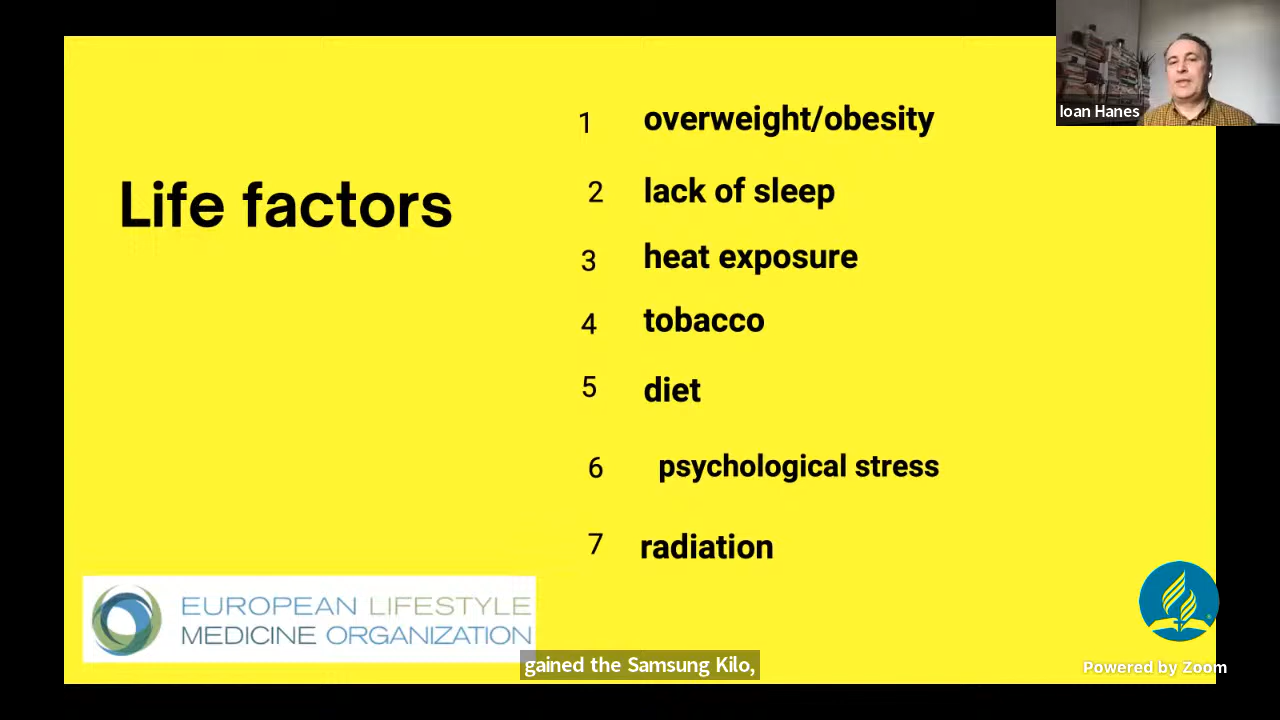 Ioan Hanes
Life factors
1 overweight/obesity
2 lack of sleep
3 heat exposure
4 tobacco
5 diet
6 psychological stress
7 radiation
EUROPEAN LIFESTYLE
MEDICINE ORGANIZATION
gained the Samsung Kilo,
Powered by Zoom